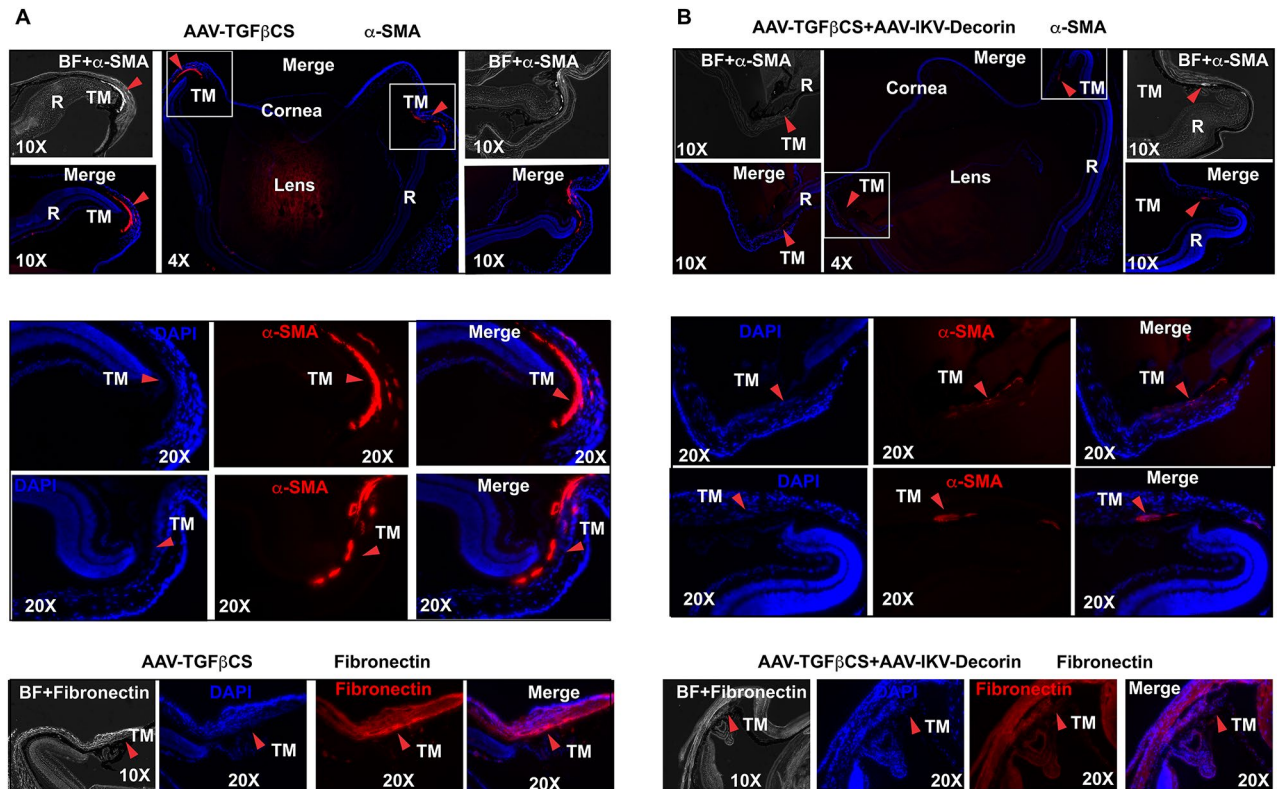 A
AAV-TGFβCS α-SMA
BF+α-SMA
R
TM
10X
Merge
R
TM
10X
TM
Merge
Cornea
TM
Lens
R
4X
BF+α-SMA
10X
Merge
10X
DAPI
TM
20X
α-SMA
TM
20X
Merge
TM
20X
DAPI
TM
20X
α-SMA
TM
20X
Merge
TM
20X
AAV-TGFβCS Fibronectin
BF+Fibronectin
TM
10X
DAPI
TM
20X
Fibronectin
TM
20X
Merge
TM
20X
B
AAV-TGFβCS+AAV-IKV-Decorin α-SMA
BF+α-SMA
R
TM
10X
Merge
R
TM
10X
Merge
TM
Cornea
TM
Lens
R
4X
BF+α-SMA
TM
R
10X
Merge
TM
R
10X
DAPI
TM
20X
α-SMA
TM
20X
Merge
TM
20X
DAPI
TM
20X
α-SMA
TM
20X
Merge
TM
20X
AAV-TGFβCS+AAV-IKV-Decorin Fibronectin
BF+Fibronectin
TM
10X
DAPI
TM
20X
Fibronectin
TM
20X
Merge
TM
20X